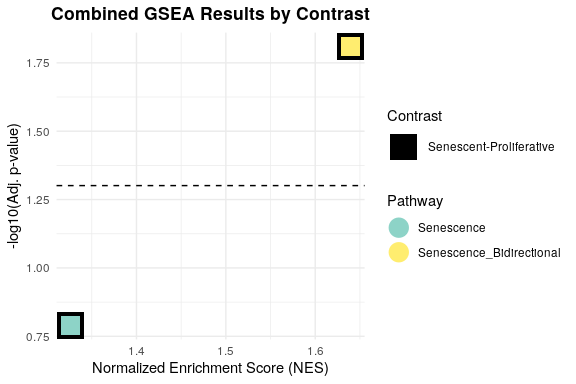 Combined GSEA Results by Contrast
1.75
1.50
1.25
1.00
0.75
-log10(Adj. p-value)
1.4 1.5 1.6
Normalized Enrichment Score (NES)
Contrast
Senescent-Proliferative
Pathway
Senescence
Senescence_Bidirectional